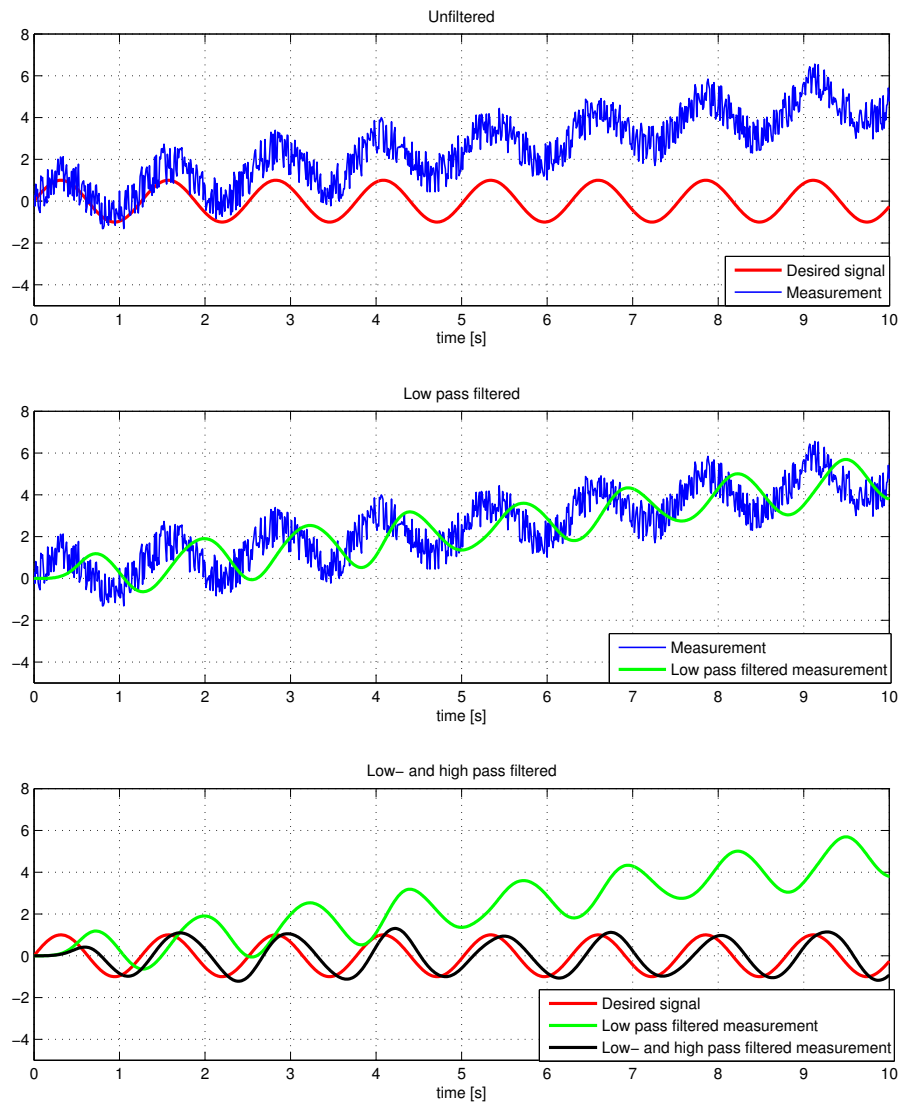 Unfiltered
8
6
4
2
0
−2
−4
0 1 2 3 4 5 6 7 8 9 10
time [s]
Desired signal
Measurement
Low pass filtered
8
6
4
2
0
−2
−4
0 1 2 3 4 5 6 7 8 9 10
time [s]
Measurement
Low pass filtered measurement
Low− and high pass filtered
8
6
4
2
0
−2
−4
0 1 2 3 4 5 6 7 8 9 10
time [s]
Desired signal
Low pass filtered measurement
Low− and high pass filtered measurement